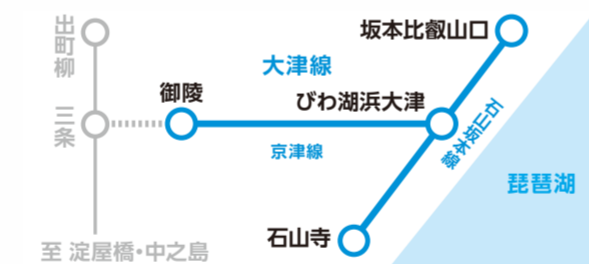 出町柳
坂本比叡山口
大津線
三条
御陵
びわ湖浜大津
京津線
石山坂本線
琵琶湖
石山寺
至 淀屋橋・中之島